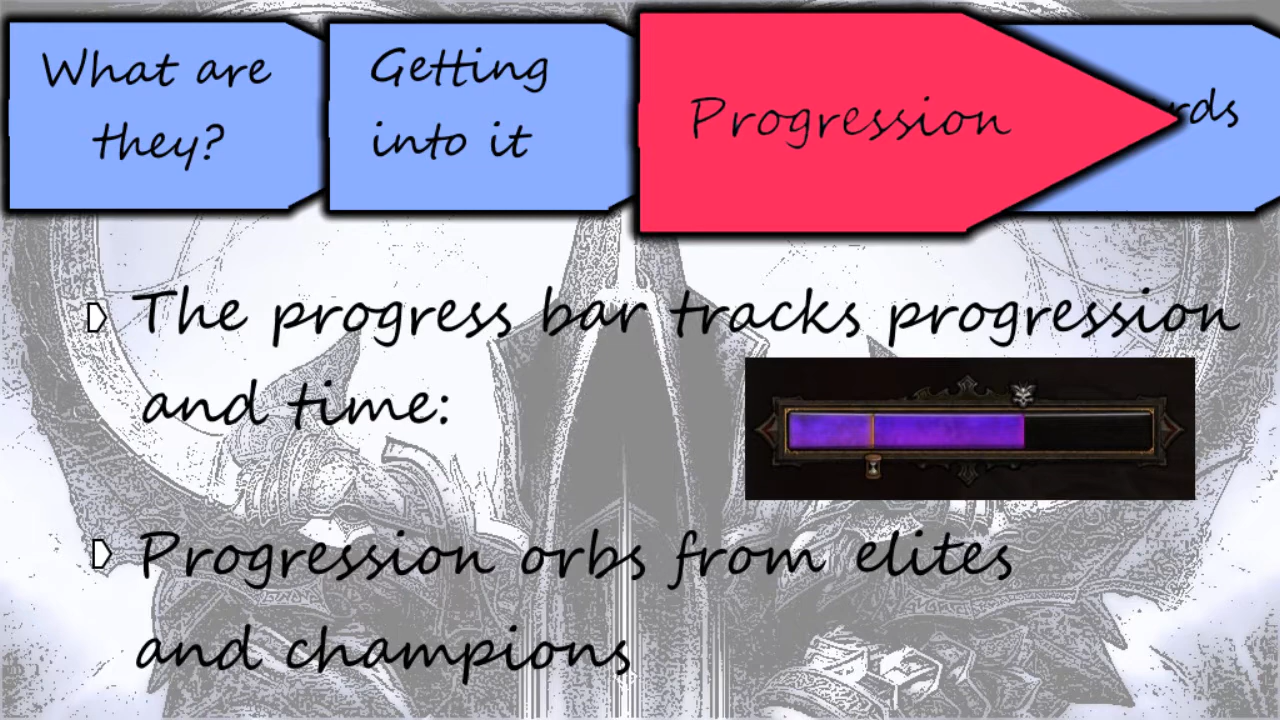 What are
they?
Getting
into it
Progression
rds
The progress bar tracks progression
and time:
Progression orbs from elites
and champions